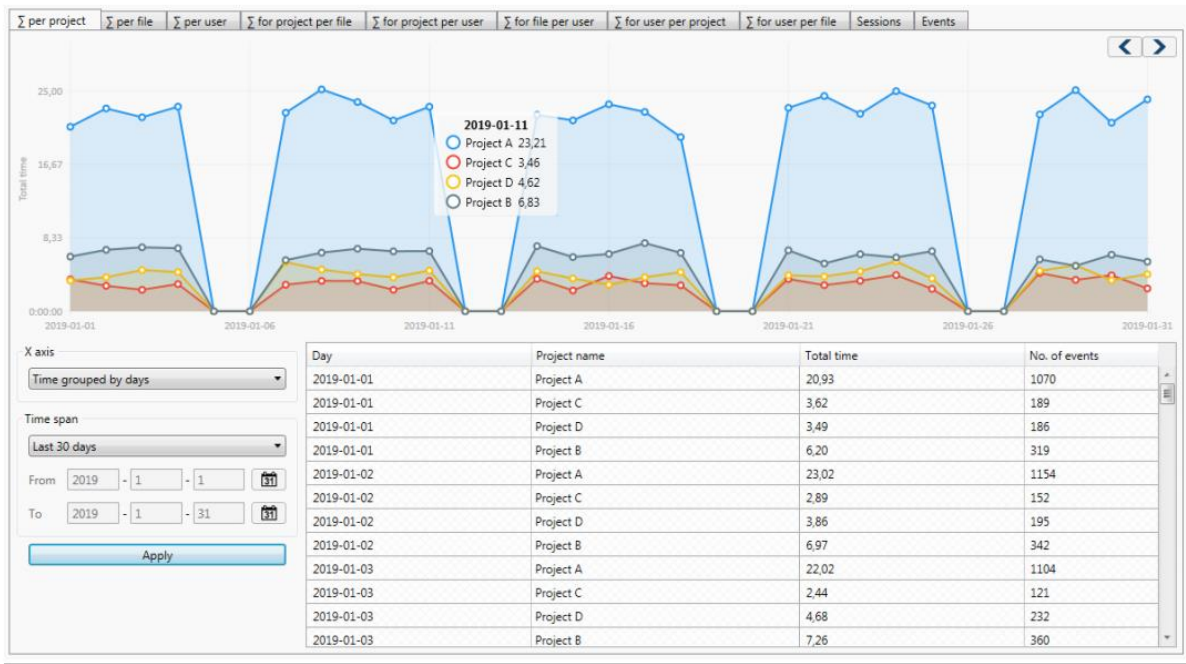 ∑ per project ∑ per file ∑ per user ∑ for project per file ∑ for project per user ∑ for file per user ∑ for user per project ∑ for user per file Sessions Events
25,00
16,67
8,33
0:00:00
Total time
2019-01-11
Project A 23,21
Project C 3,46
Project D 4,62
Project B 6,83
2019-01-01 2019-01-06 2019-01-11 2019-01-16 2019-01-21 2019-01-26 2019-01-31
X axis
Time grouped by days
Time span
Last 30 days
From 2019 - 1 - 1 31
To 2019 - 1 - 31 31
Apply
Day Project name Total time No. of events
2019-01-01 Project A 20,93 1070
2019-01-01 Project C 3,62 189
2019-01-01 Project D 3,49 186
2019-01-01 Project B 6,20 319
2019-01-02 Project A 23,02 1154
2019-01-02 Project C 2,89 152
2019-01-02 Project D 3,86 195
2019-01-02 Project B 6,97 342
2019-01-03 Project A 22,02 1104
2019-01-03 Project C 2,44 121
2019-01-03 Project D 4,68 232
2019-01-03 Project B 7,26 360